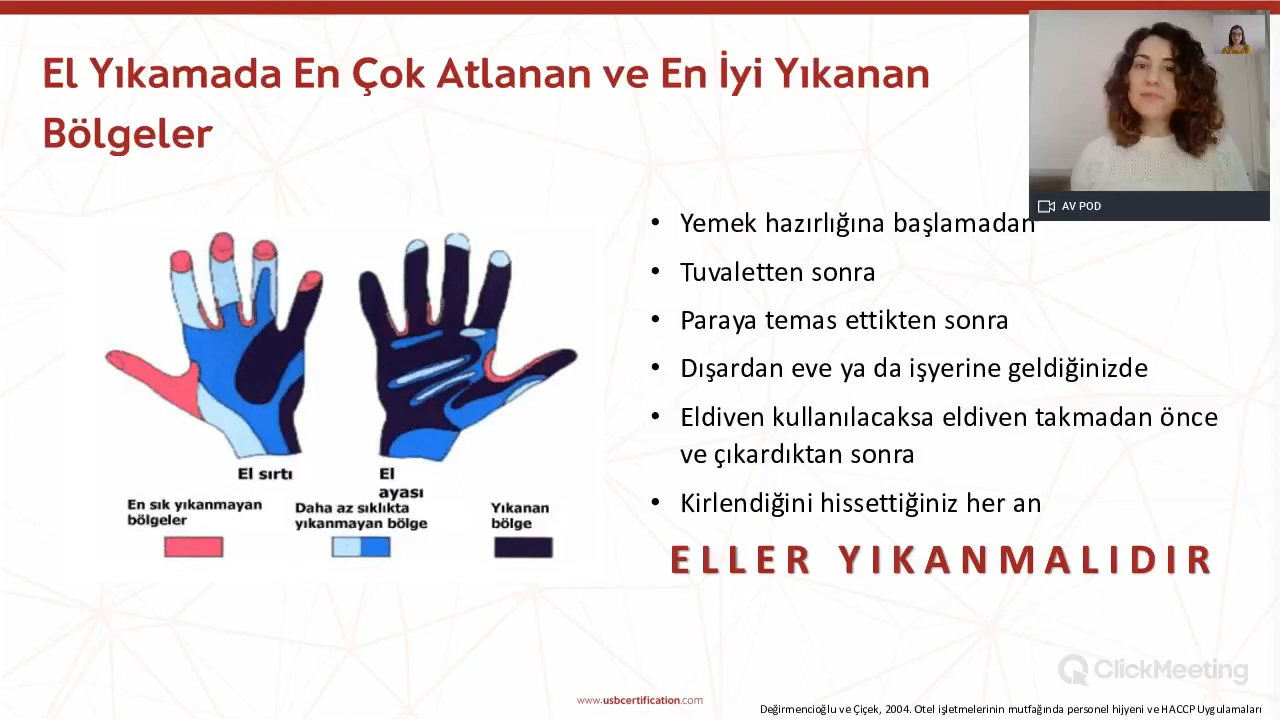 El Yıkamada En Çok Atlanan ve En İyi Yıkanan
Bölgeler
AV POD
• Yemek hazırlığına başlamadan
• Tuvaletten sonra
• Paraya temas ettikten sonra
• Dışardan eve ya da işyerine geldiğinizde
• Eldiven kullanılacaksa eldiven takmadan önce
ve çıkardıktan sonra
• Kirlendiğini hissettiğiniz her an
ELLER YIKANMALIDIR
El sırtı
El
ayası
En sık yıkanmayan
bölgeler
Daha az sıklıkta
yıkanmayan bölge
Yıkanan
bölge
ClickMeeting
www.usbcertification.com
Değirmencioğlu ve Çiçek, 2004. Otel işletmelerinin mutfağında personel hijyeni ve HACCP Uygulamaları